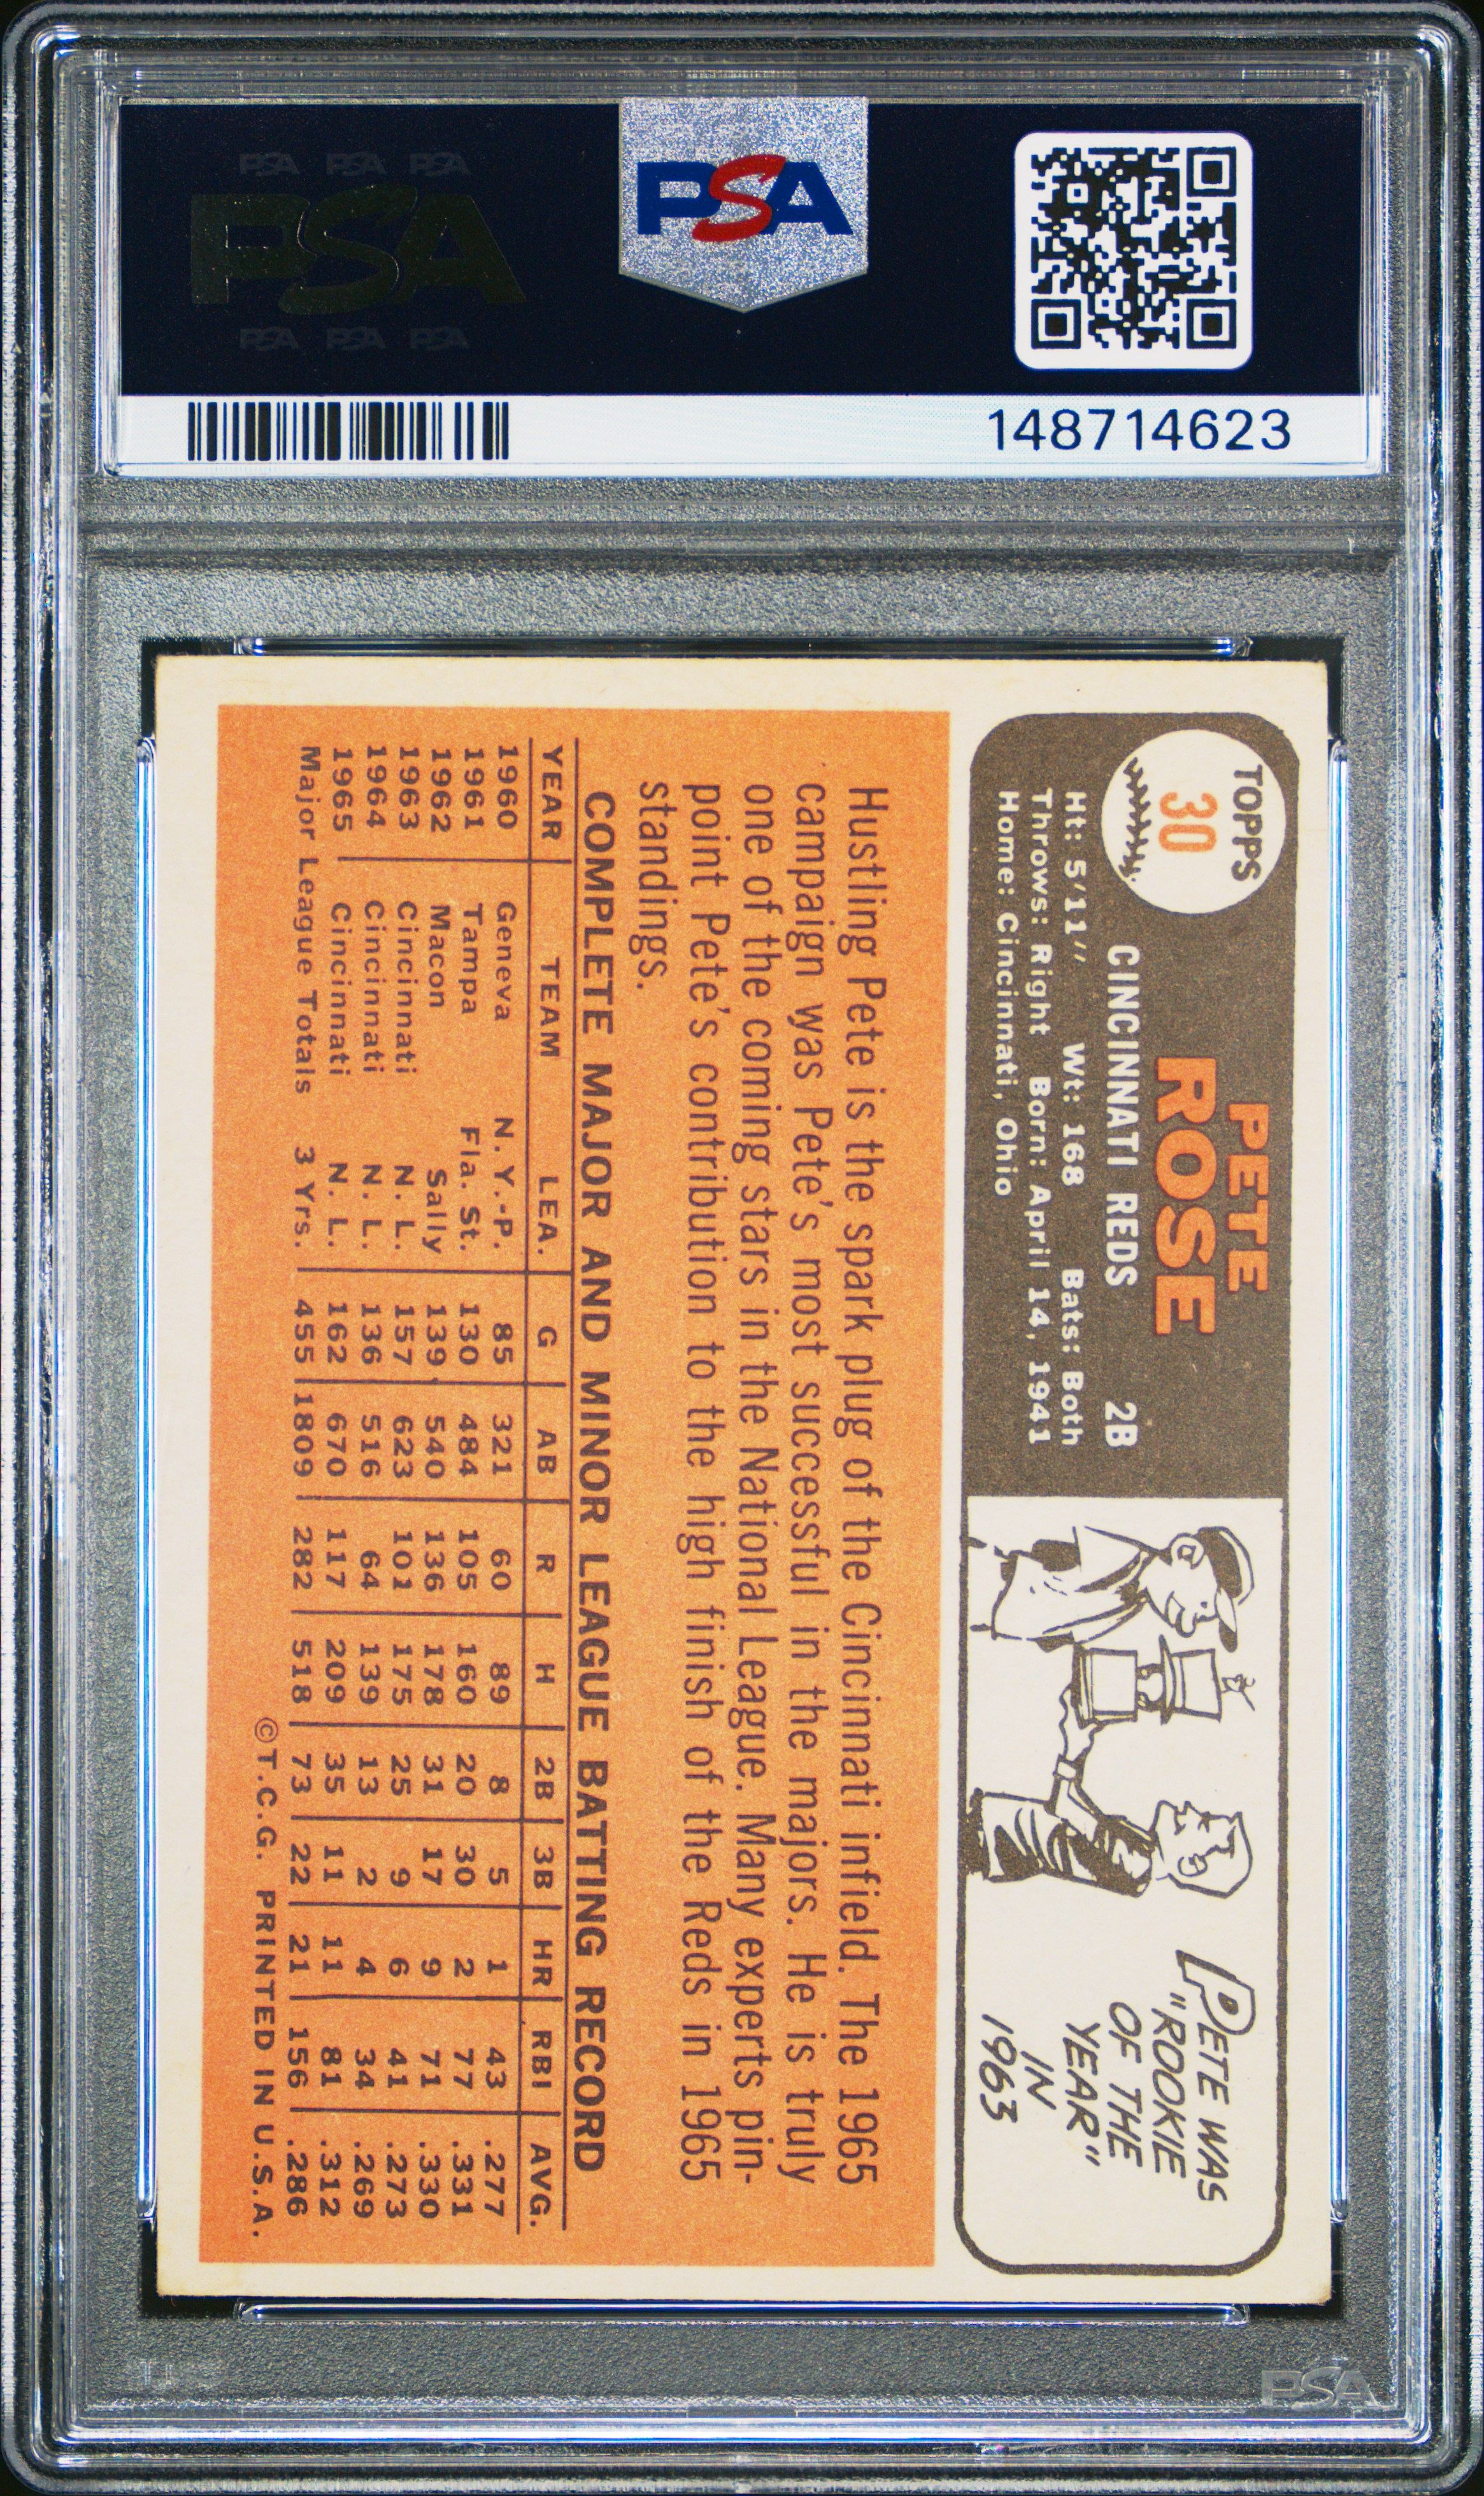 PSA PSA PSA
PSA
PSA PSA PSA
PSA
148714623
TOPPS
30
PETE
ROSE
CINCINNATI REDS 2B
Ht: 5'11" Wt: 168 Bats: Both
Throws: Right Born: April 14, 1941
Home: Cincinnati, Ohio
PETE WAS
"ROOKIE
OF THE
YEAR"
IN
1963
Hustling Pete is the spark plug of the Cincinnati infield. The 1965
campaign was Pete's most successful in the majors. He is truly
one of the coming stars in the National League. Many experts pin-
point Pete's contribution to the high finish of the Reds in 1965
standings.
COMPLETE MAJOR AND MINOR LEAGUE BATTING RECORD
YEAR TEAM LEA. G AB R H 2B 3B HR RBI AVG.
1960 Geneva N. Y.-P. 85 321 60 89 8 5 1 43 .277
1961 Tampa Fla. St. 130 484 105 160 20 30 2 77 .331
1962 Macon Sally 139 540 136 178 31 17 9 71 .330
1963 Cincinnati N. L. 157 623 101 175 25 9 6 41 .273
1964 Cincinnati N. L. 136 516 64 139 13 2 4 34 .269
1965 Cincinnati N. L. 162 670 117 209 35 11 11 81 .312
Major League Totals 3 Yrs. 455 1809 282 518 73 22 21 156 .286
©T.C.G. PRINTED IN U.S.A.
PSA